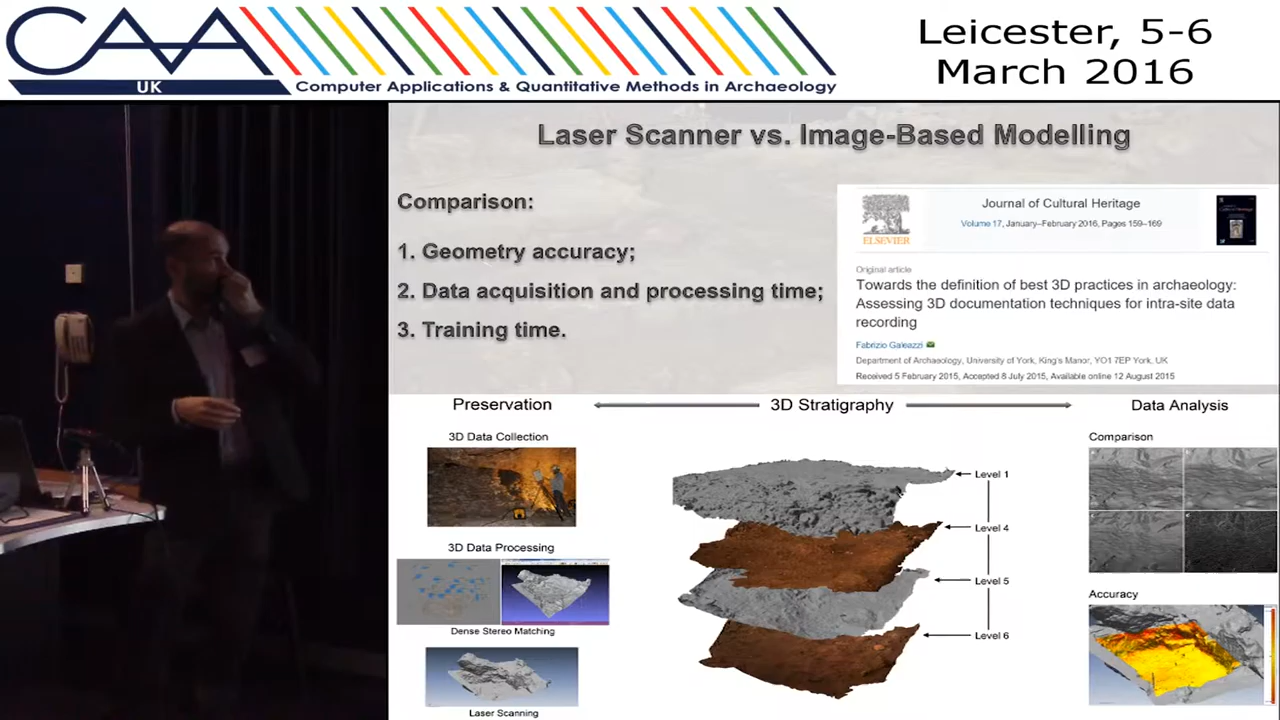 CAA
UK
Computer Applications & Quantitative Methods in Archaeology
Leicester, 5-6
March 2016
Laser Scanner vs. Image-Based Modelling
Comparison:
1. Geometry accuracy;
2. Data acquisition and processing time;
3. Training time.
ELSEVIER
Journal of Cultural Heritage
Volume 17, January–February 2016, Pages 159–169
Original article
Towards the definition of best 3D practices in archaeology:
Assessing 3D documentation techniques for intra-site data
recording
Fabrizio Galeazzi
Department of Archaeology, University of York, King's Manor, YO1 7EP York, UK
Received 5 February 2015, Accepted 8 July 2015, Available online 12 August 2015
Preservation
3D Stratigraphy
Data Analysis
3D Data Collection
3D Data Processing
Dense Stereo Matching
Laser Scanning
Level 1
Level 4
Level 5
Level 6
Comparison
Accuracy